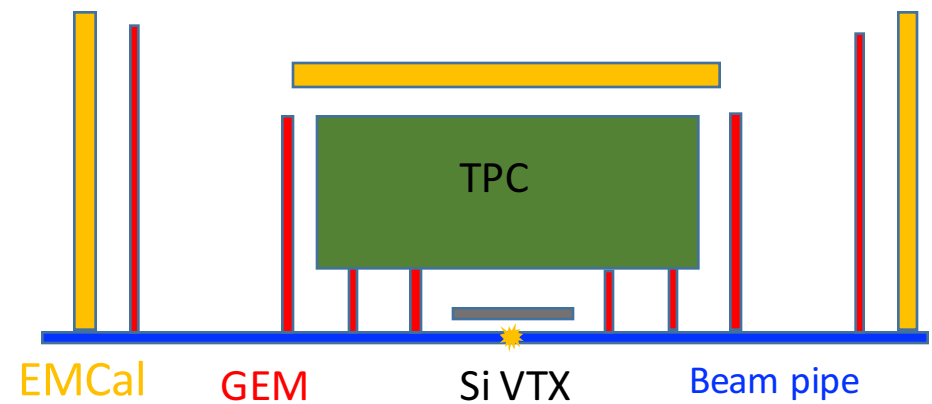 TPC
EMCal
GEM
Si VTX
Beam pipe